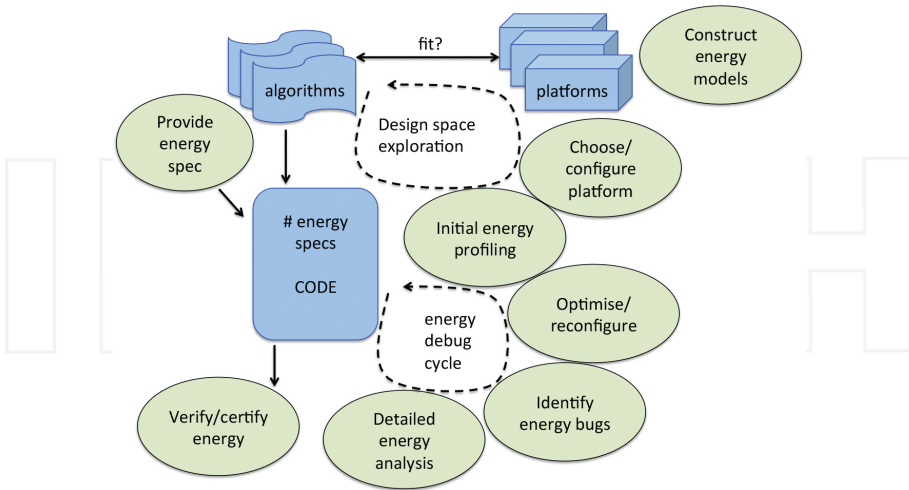 fit?
algorithms
platforms
Construct
energy
models
Provide
energy
spec
Design space
exploration
Choose/
configure
platform
# energy
specs
CODE
Initial energy
profiling
energy
debug
cycle
Optimise/
reconfigure
Verify/certify
energy
Detailed
energy
analysis
Identify
energy bugs